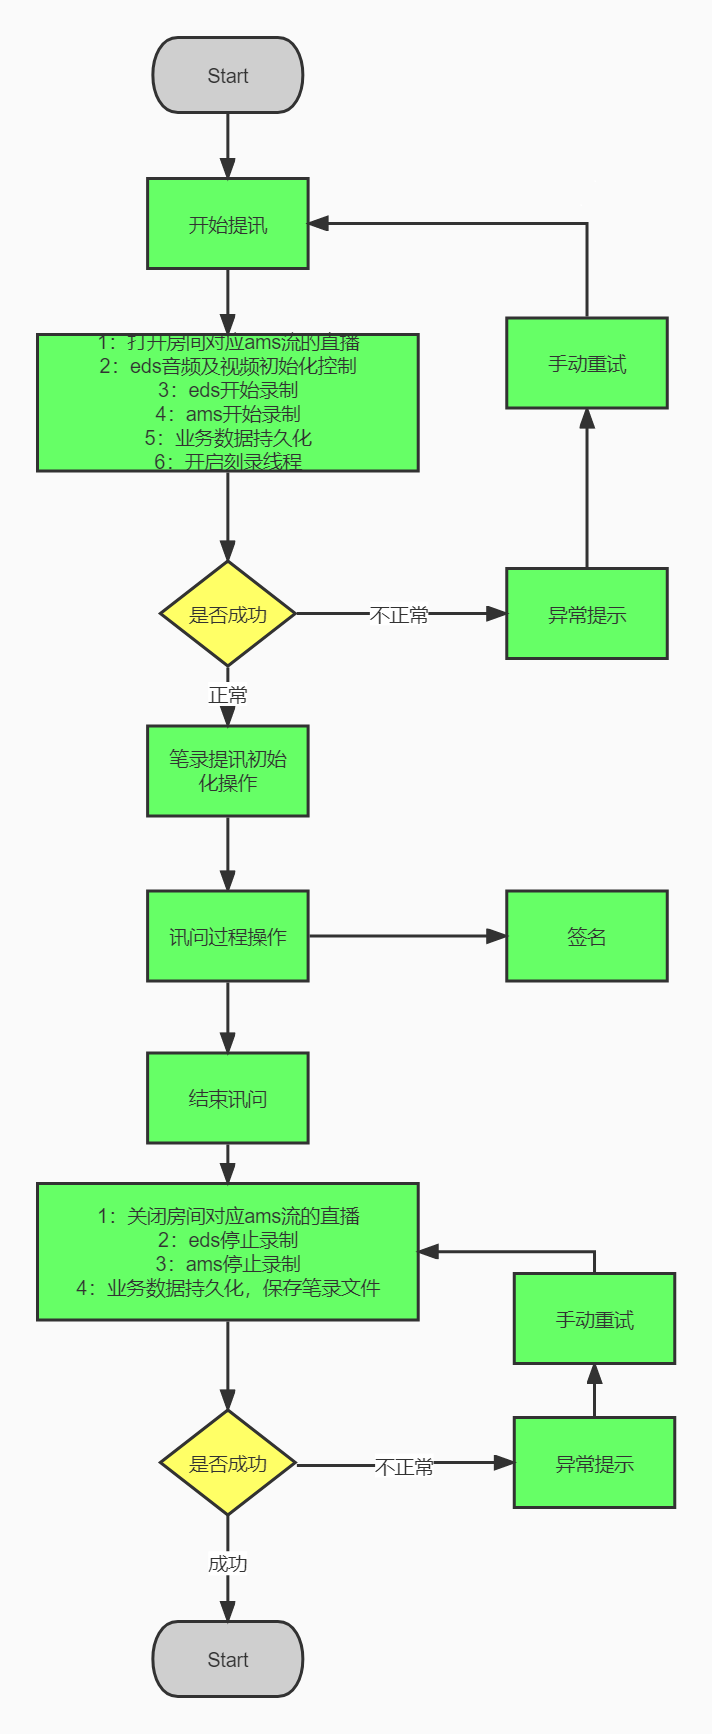 Start
开始提讯
1：打开房间对应ams流的直播
2：eds音频及视频初始化控制
3：eds开始录制
4：ams开始录制
5：业务数据持久化
6：开启刻录线程
手动重试
是否成功
不正常
异常提示
正常
笔录提讯初始
化操作
讯问过程操作
签名
结束讯问
1：关闭房间对应ams流的直播
2：eds停止录制
3：ams停止录制
4：业务数据持久化，保存笔录文件
手动重试
是否成功
不正常
异常提示
成功
Start